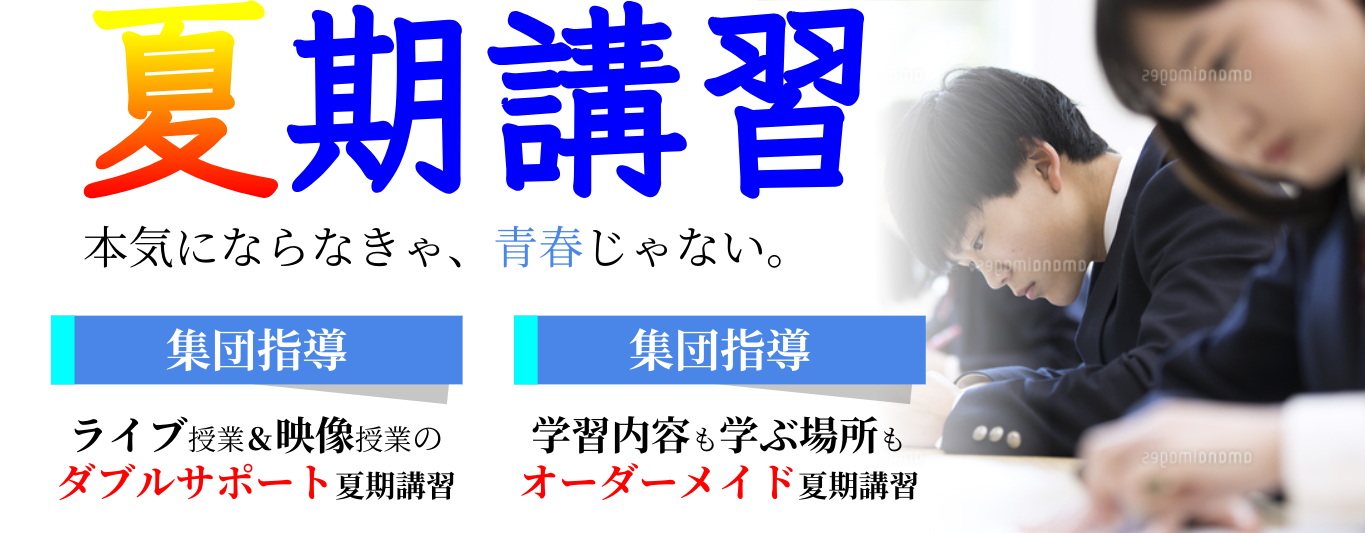 夏期講習
本気にならなきゃ、青春じゃない。
集団指導
ライブ授業&映像授業の
ダブルサポート夏期講習
集団指導
学習内容も学ぶ場所も
オーダーメイド夏期講習
amanaimages
amanaimages
amanaimages